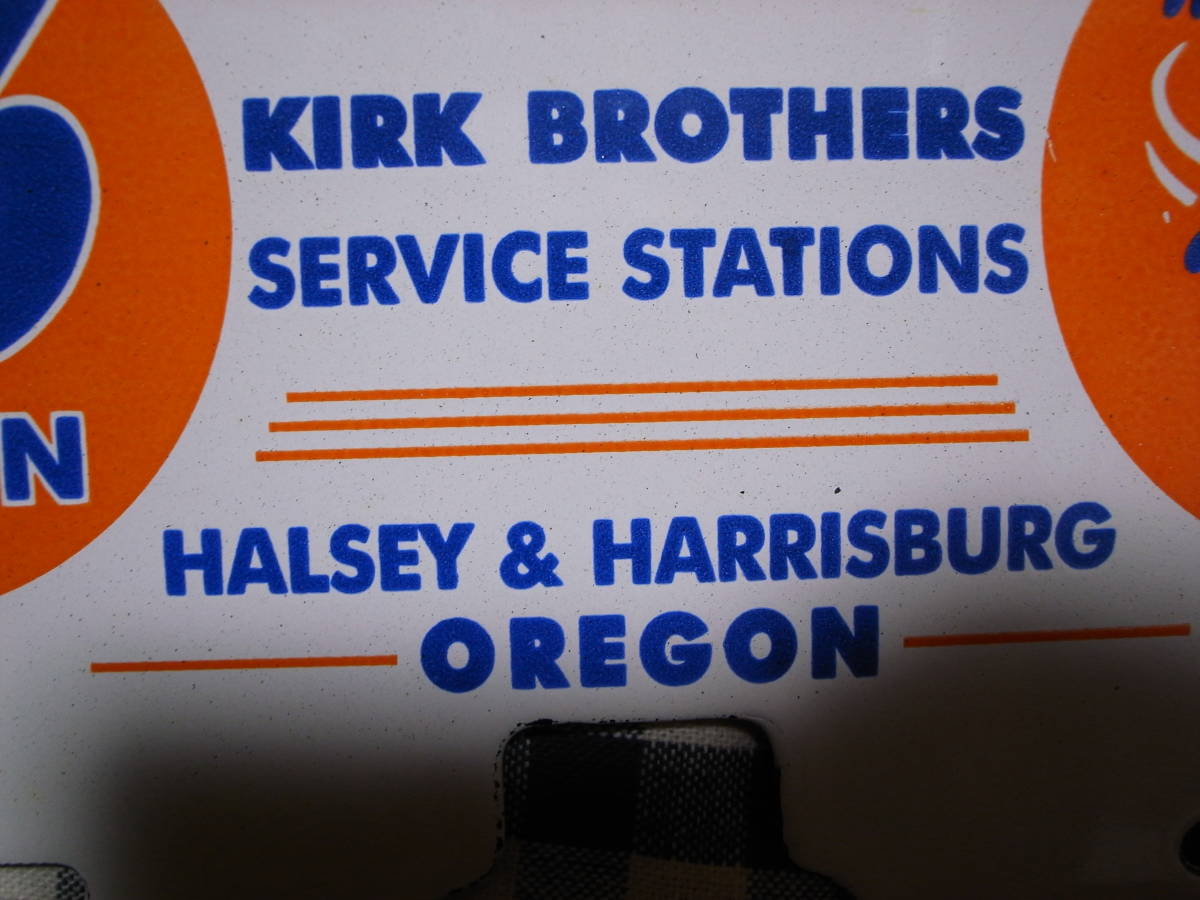 KIRK BROTHERS
SERVICE STATIONS
N
HALSEY & HARRISBURG
OREGON